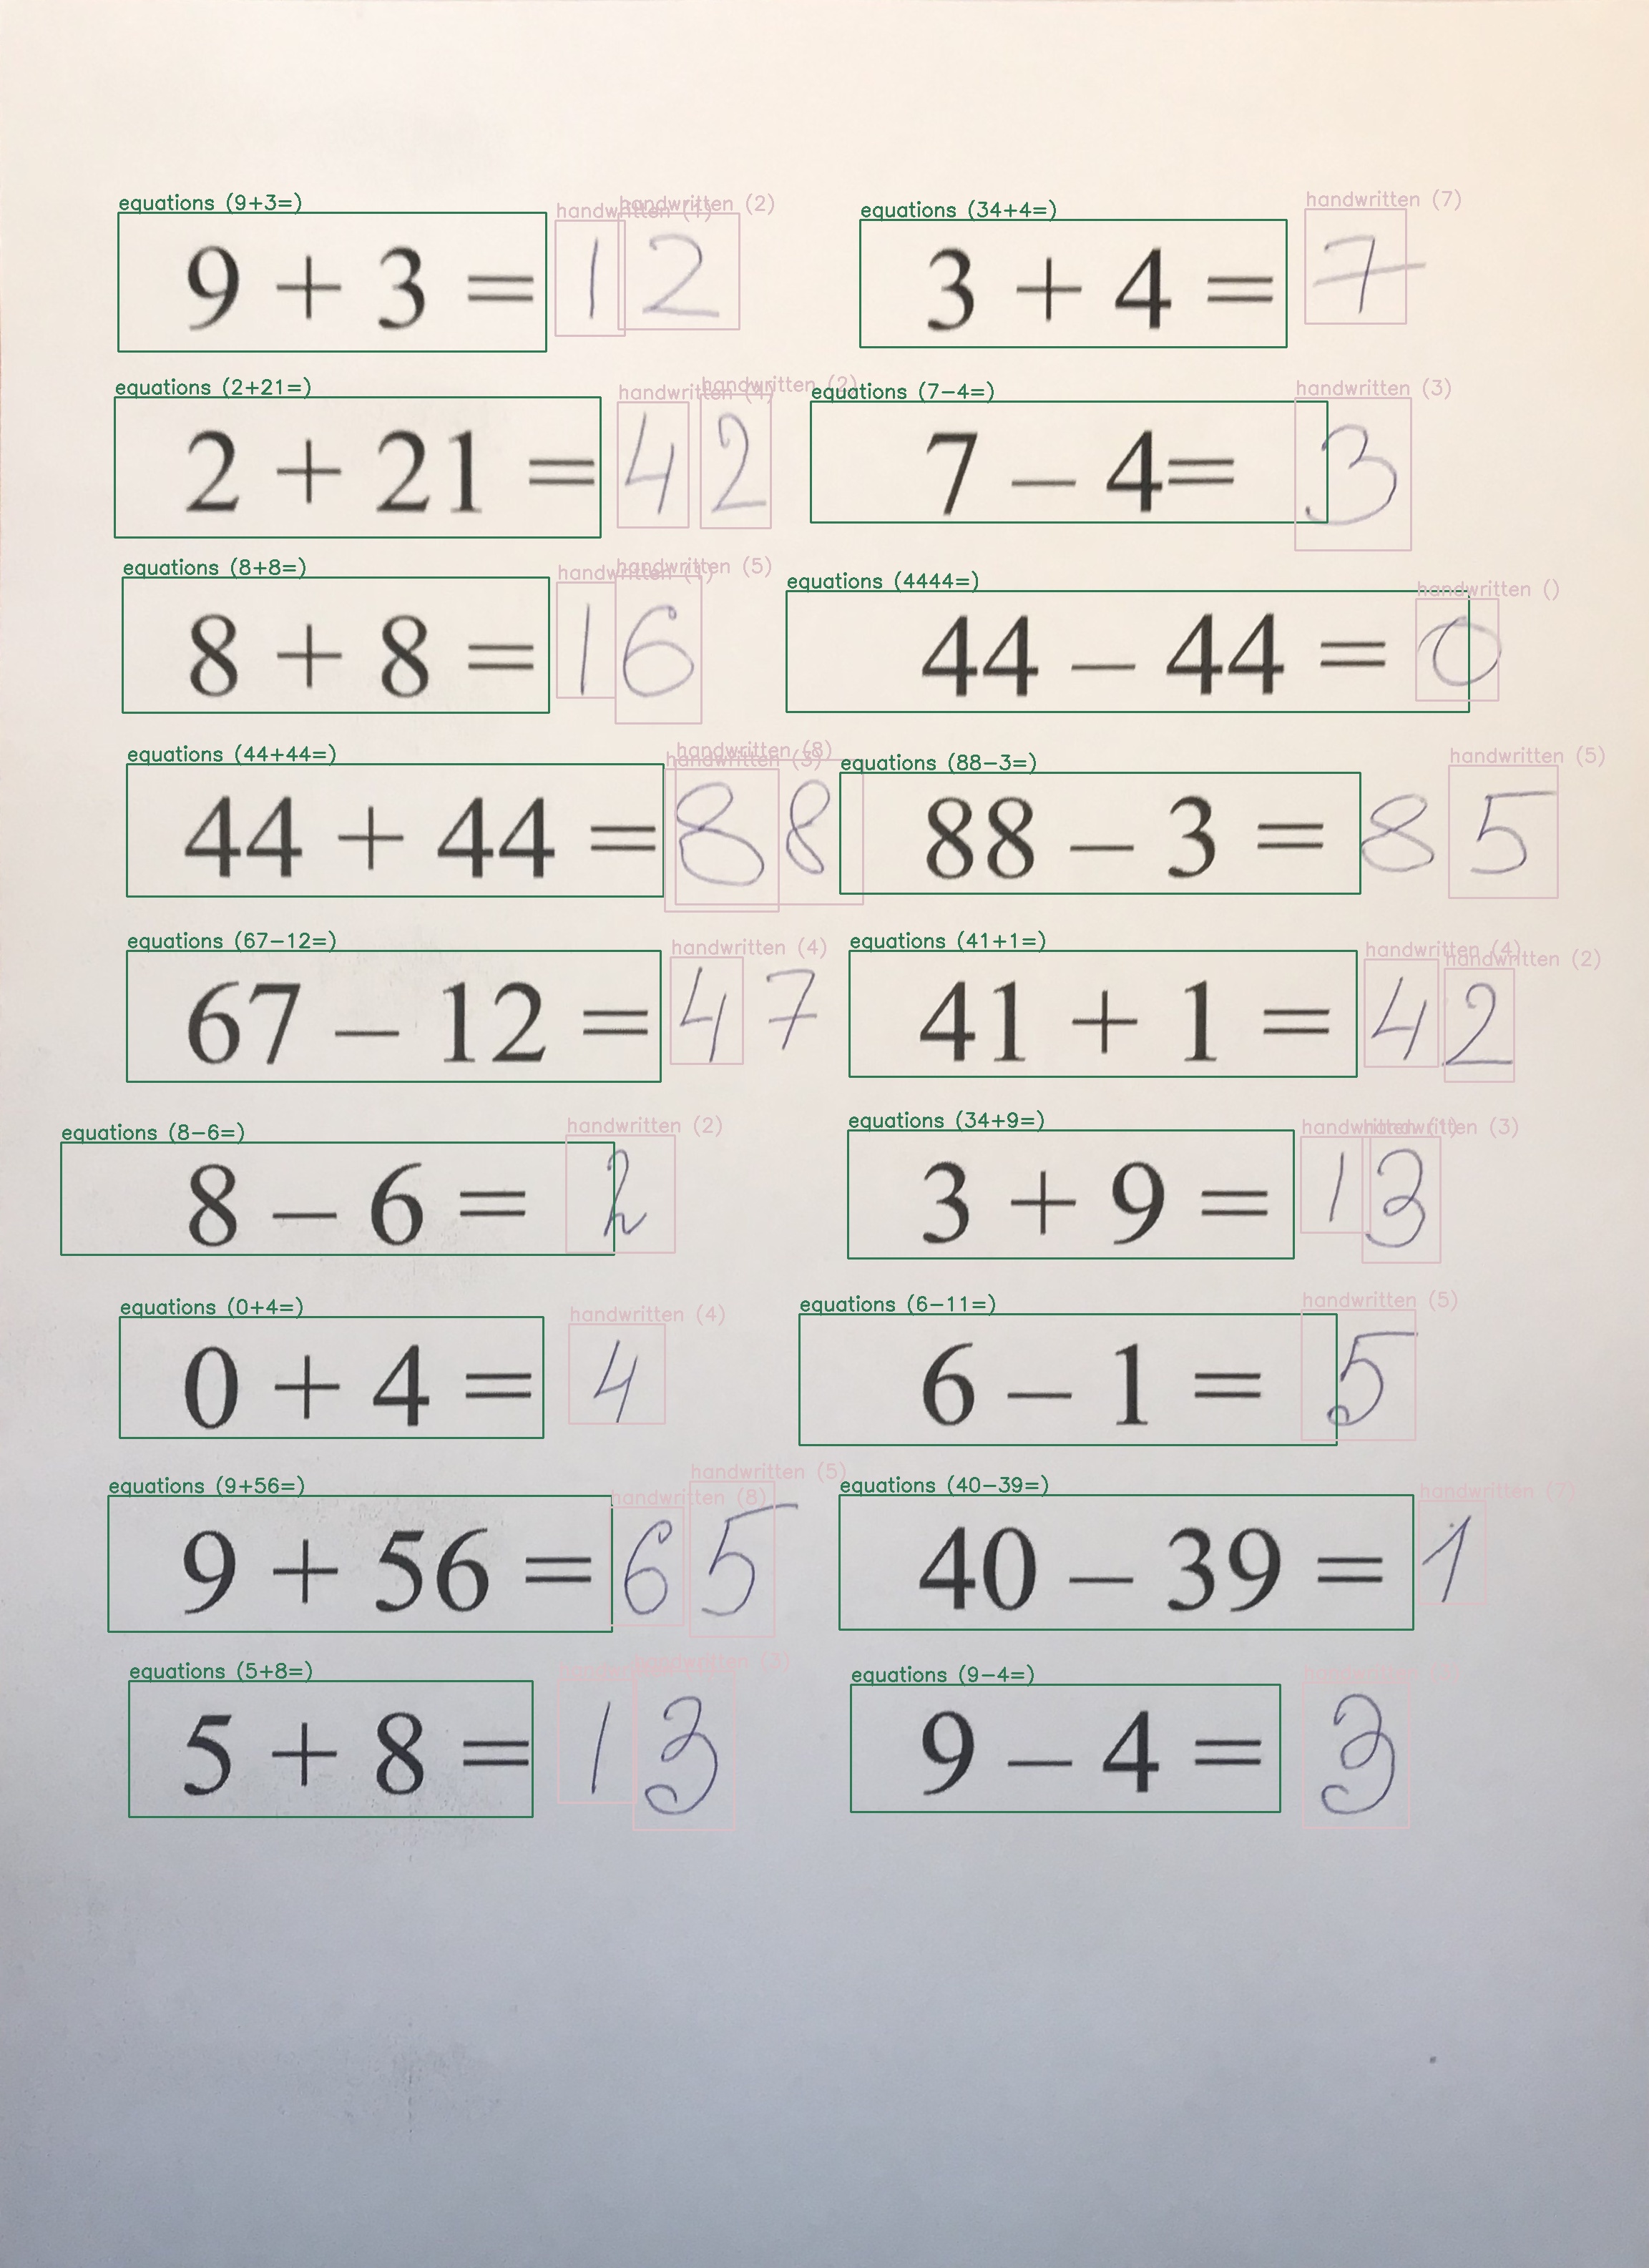 equations (9+3=) handwritten (1) handwritten (2) equations (34+4=) handwritten (7)
9 + 3 = 12 3 + 4 = 7
equations (2+21=) handwritten (4) handwritten (2) equations (7-4=) handwritten (3)
2 + 21 = 42 7 – 4= 3
equations (8+8=) handwritten (1) handwritten (5) equations (4444=) handwritten ()
8 + 8 = 16 44 – 44 = 0
equations (44+44=) handwritten (3) handwritten (8) equations (88-3=) handwritten (5)
44 + 44 = 88 88 – 3 = 85
equations (67-12=) handwritten (4) equations (41+1=) handwritten (4) handwritten (2)
67 – 12 = 47 41 + 1 = 42
equations (8-6=) handwritten (2) equations (34+9=) handwritten (1) handwritten (3)
8 – 6 = 2 3 + 9 = 13
equations (0+4=) handwritten (4) equations (6-11=) handwritten (5)
0 + 4 = 4 6 – 1 = 5
equations (9+56=) handwritten (8) handwritten (5) equations (40-39=) handwritten (7)
9 + 56 = 65 40 – 39 = 1
equations (5+8=) handwritten (3) equations (9-4=)
5 + 8 = 13 9 – 4 = 3